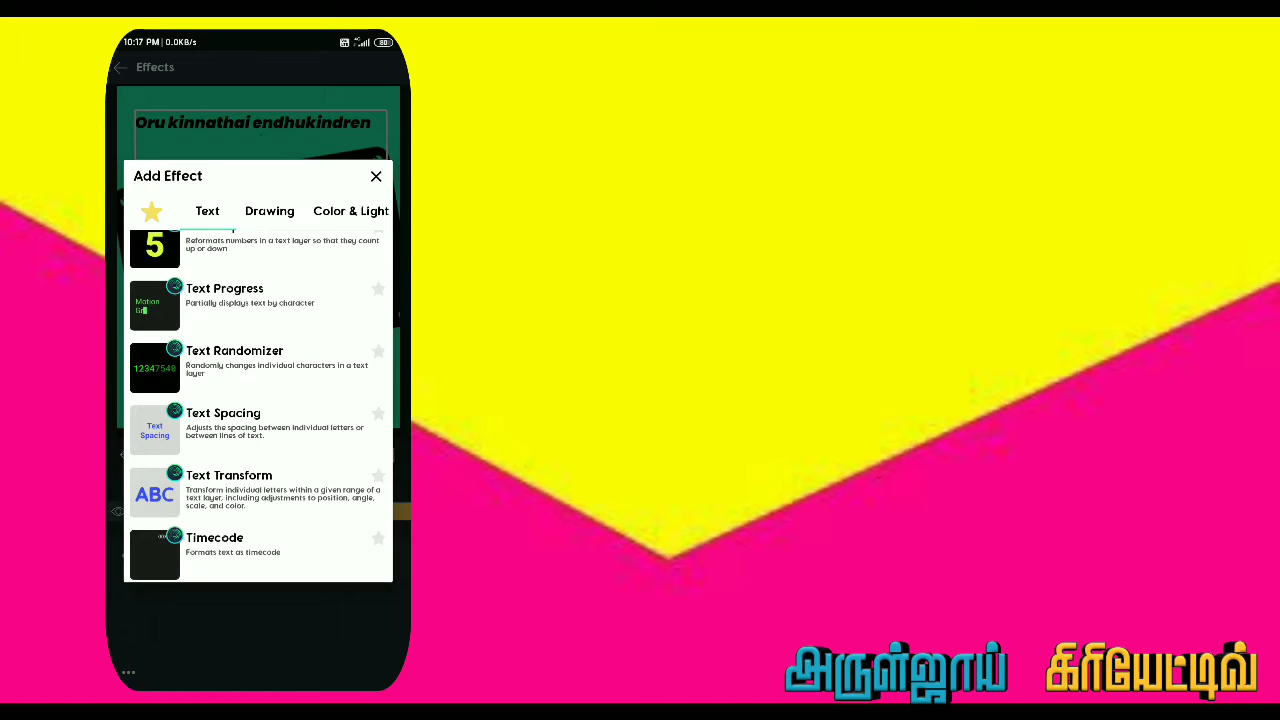 10:17 PM | 0.0KB/s
80
Effects
Oru kinnathai endhukindren
Add Effect
Text Drawing Color & Light
5
Reformats numbers in a text layer so that they count
up or down
Motion
Gr
Text Progress
Partially displays text by character
12347540
Text Randomizer
Randomly changes individual characters in a text
layer
Text
Spacing
Text Spacing
Adjusts the spacing between individual letters or
between lines of text.
ABC
Text Transform
Transform individual letters within a given range of a
text layer, including adjustments to position, angle,
scale, and color.
Timecode
Formats text as timecode
அருள்ஜாய் கிரியேட்டிவ்